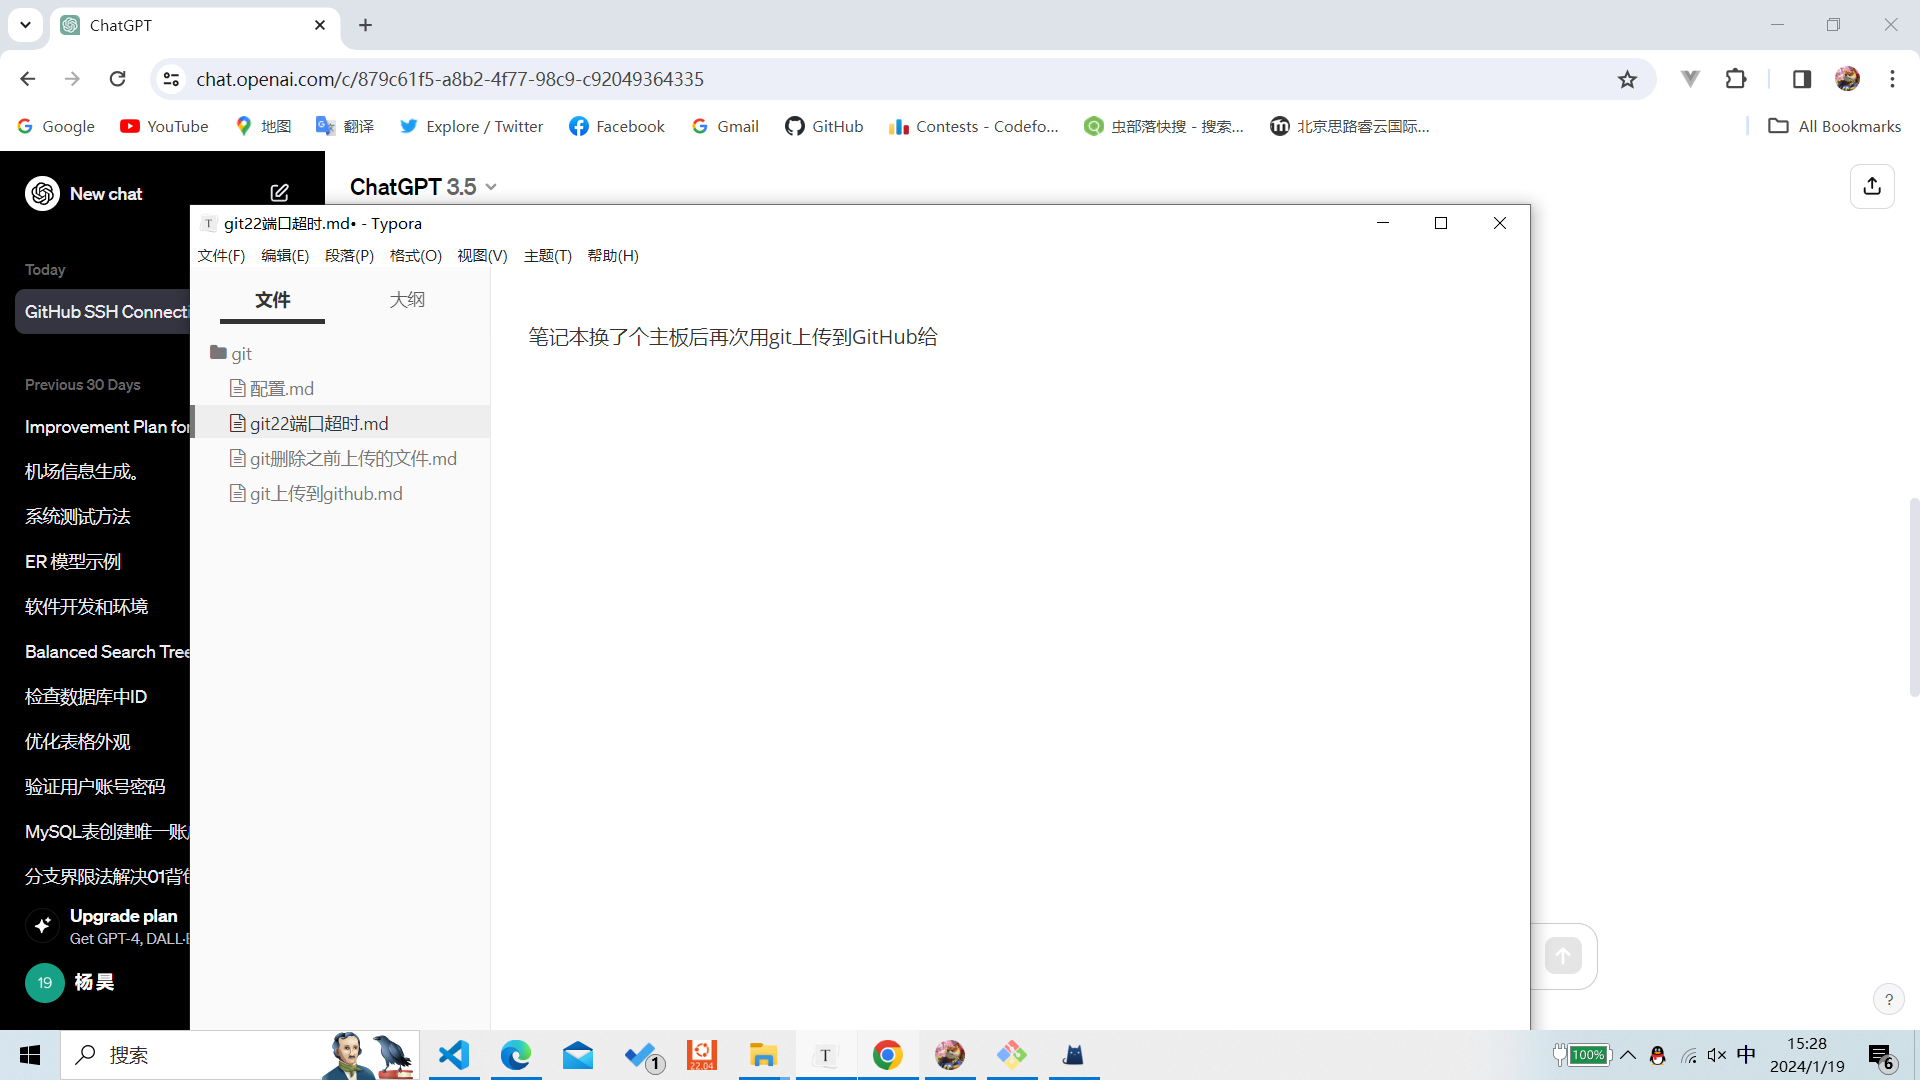 ChatGPT
chat.openai.com/c/879c61f5-a8b2-4f77-98c9-c92049364335
Google
YouTube
地图
翻译
Explore / Twitter
Facebook
Gmail
GitHub
Contests - Codefo...
虫部落快搜 - 搜索...
北京思路睿云国际...
All Bookmarks
New chat
ChatGPT 3.5
Today
GitHub SSH Connecti
Previous 30 Days
Improvement Plan for
机场信息生成。
系统测试方法
ER 模型示例
软件开发和环境
Balanced Search Tree
检查数据库中ID
优化表格外观
验证用户账号密码
MySQL表创建唯一账
分支界限法解决01背包
Upgrade plan
Get GPT-4, DALL·E
19 杨 昊
git22端口超时.md• - Typora
文件(F) 编辑(E) 段落(P) 格式(O) 视图(V) 主题(T) 帮助(H)
文件 大纲
git
配置.md
git22端口超时.md
git删除之前上传的文件.md
git上传到github.md
笔记本换了个主板后再次用git上传到GitHub给
?
搜索
1
22.04
T
100%
中
15:28
2024/1/19
6